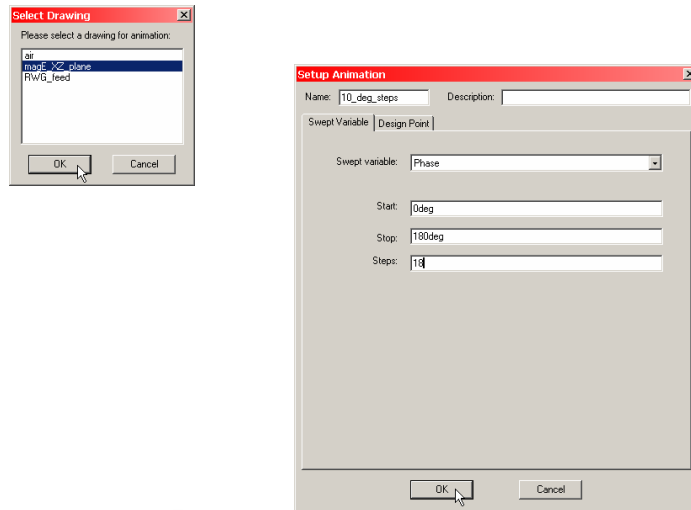 Select Drawing
Please select a drawing for animation:
air
magE_XZ_plane
RWG_feed
OK
Cancel
Setup Animation
Name: 10_deg_steps Description:
Swept Variable Design Point
Swept variable: Phase
Start: 0deg
Stop: 180deg
Steps: 18
OK Cancel